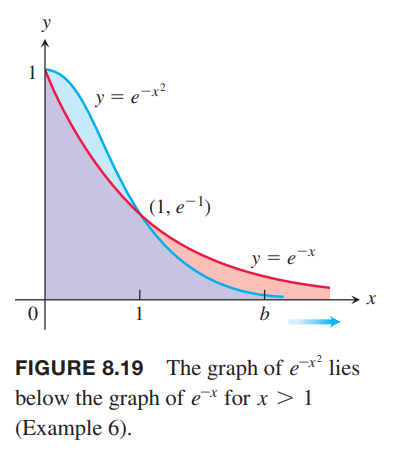 y
1
y = e^{-x^2}
(1, e^{-1})
y = e^{-x}
x
0
1
b
FIGURE 8.19 The graph of e^{-x^2} lies
below the graph of e^{-x} for x > 1
(Example 6).